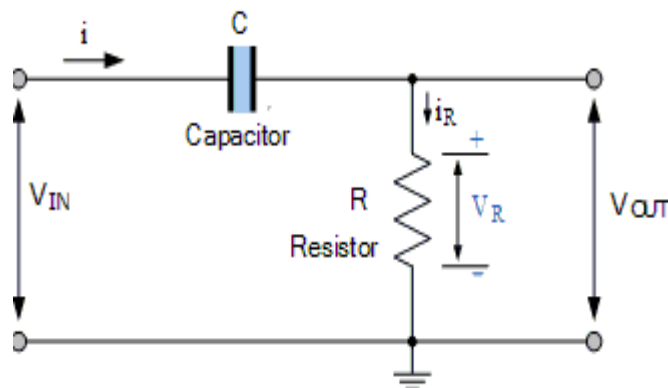 C
i
Capacitor
iR
+
VIN
R
VR
VOUT
Resistor
-